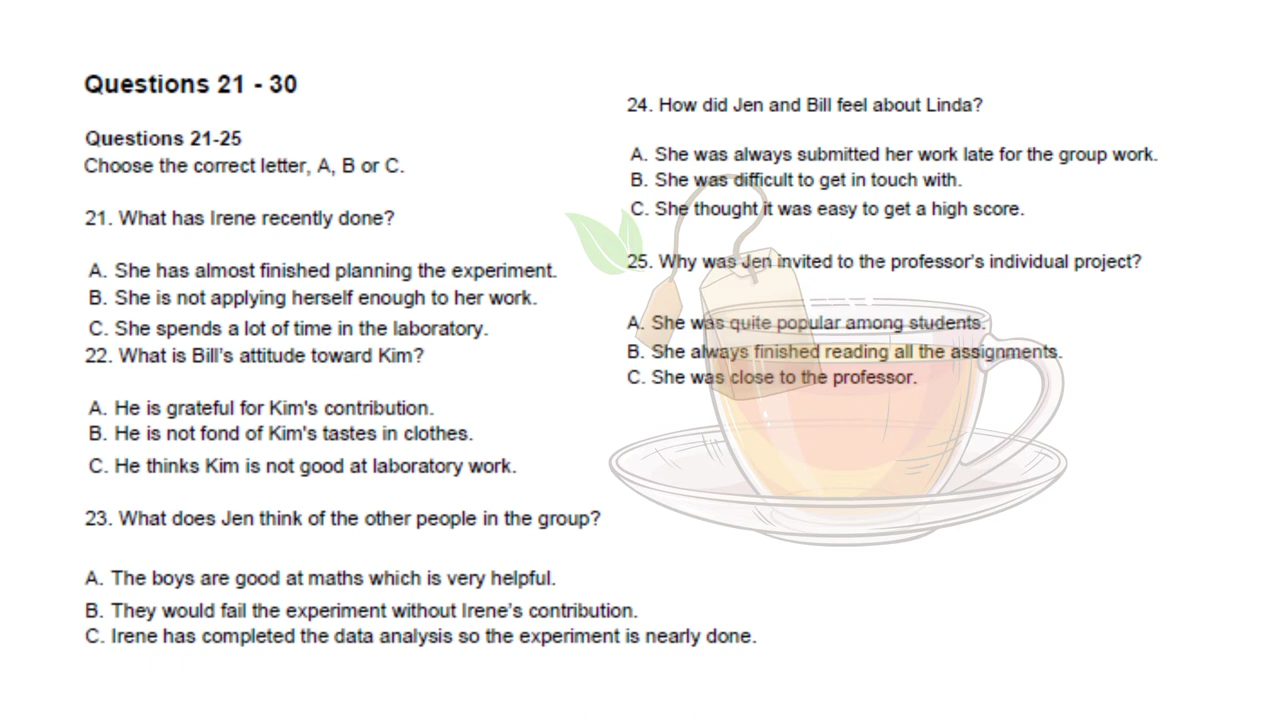 Questions 21 - 30
Questions 21-25
Choose the correct letter, A, B or C.
21. What has Irene recently done?
A. She has almost finished planning the experiment.
B. She is not applying herself enough to her work.
C. She spends a lot of time in the laboratory.
22. What is Bill's attitude toward Kim?
A. He is grateful for Kim's contribution.
B. He is not fond of Kim's tastes in clothes.
C. He thinks Kim is not good at laboratory work.
23. What does Jen think of the other people in the group?
A. The boys are good at maths which is very helpful.
B. They would fail the experiment without Irene's contribution.
C. Irene has completed the data analysis so the experiment is nearly done.
24. How did Jen and Bill feel about Linda?
A. She was always submitted her work late for the group work.
B. She was difficult to get in touch with.
C. She thought it was easy to get a high score.
25. Why was Jen invited to the professor's individual project?
A. She was quite popular among students.
B. She always finished reading all the assignments.
C. She was close to the professor.